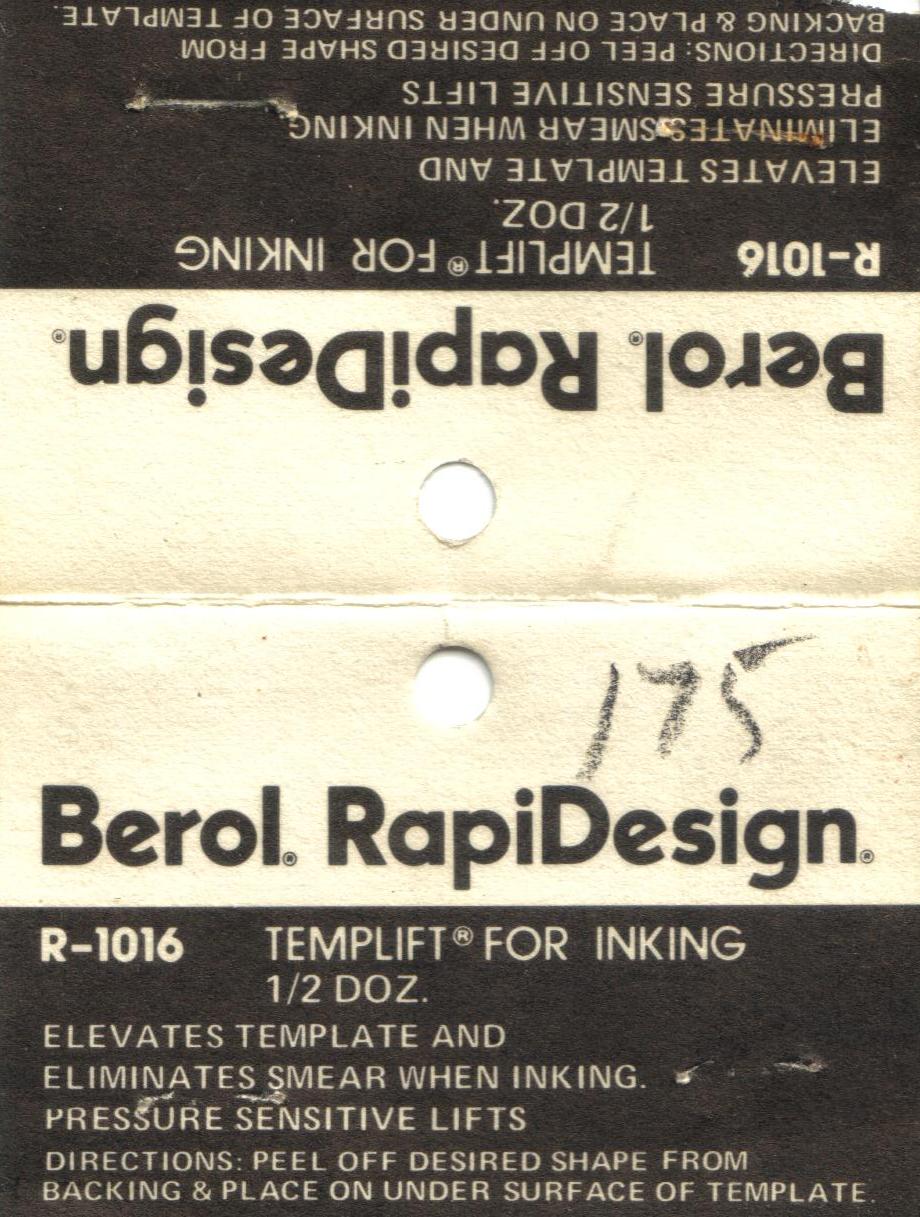 BACKING & PLACE ON UNDER SURFACE OF TEMPLATE.
DIRECTIONS: PEEL OFF DESIRED SHAPE FROM
PRESSURE SENSITIVE LIFTS
ELIMINATES SMEAR WHEN INKING
ELEVATES TEMPLATE AND
1/2 DOZ.
R-1016 TEMPLIFT® FOR INKING
Berol® RapiDesign®
175
Berol® RapiDesign®
R-1016 TEMPLIFT® FOR INKING
1/2 DOZ.
ELEVATES TEMPLATE AND
ELIMINATES SMEAR WHEN INKING.
PRESSURE SENSITIVE LIFTS
DIRECTIONS: PEEL OFF DESIRED SHAPE FROM
BACKING & PLACE ON UNDER SURFACE OF TEMPLATE.